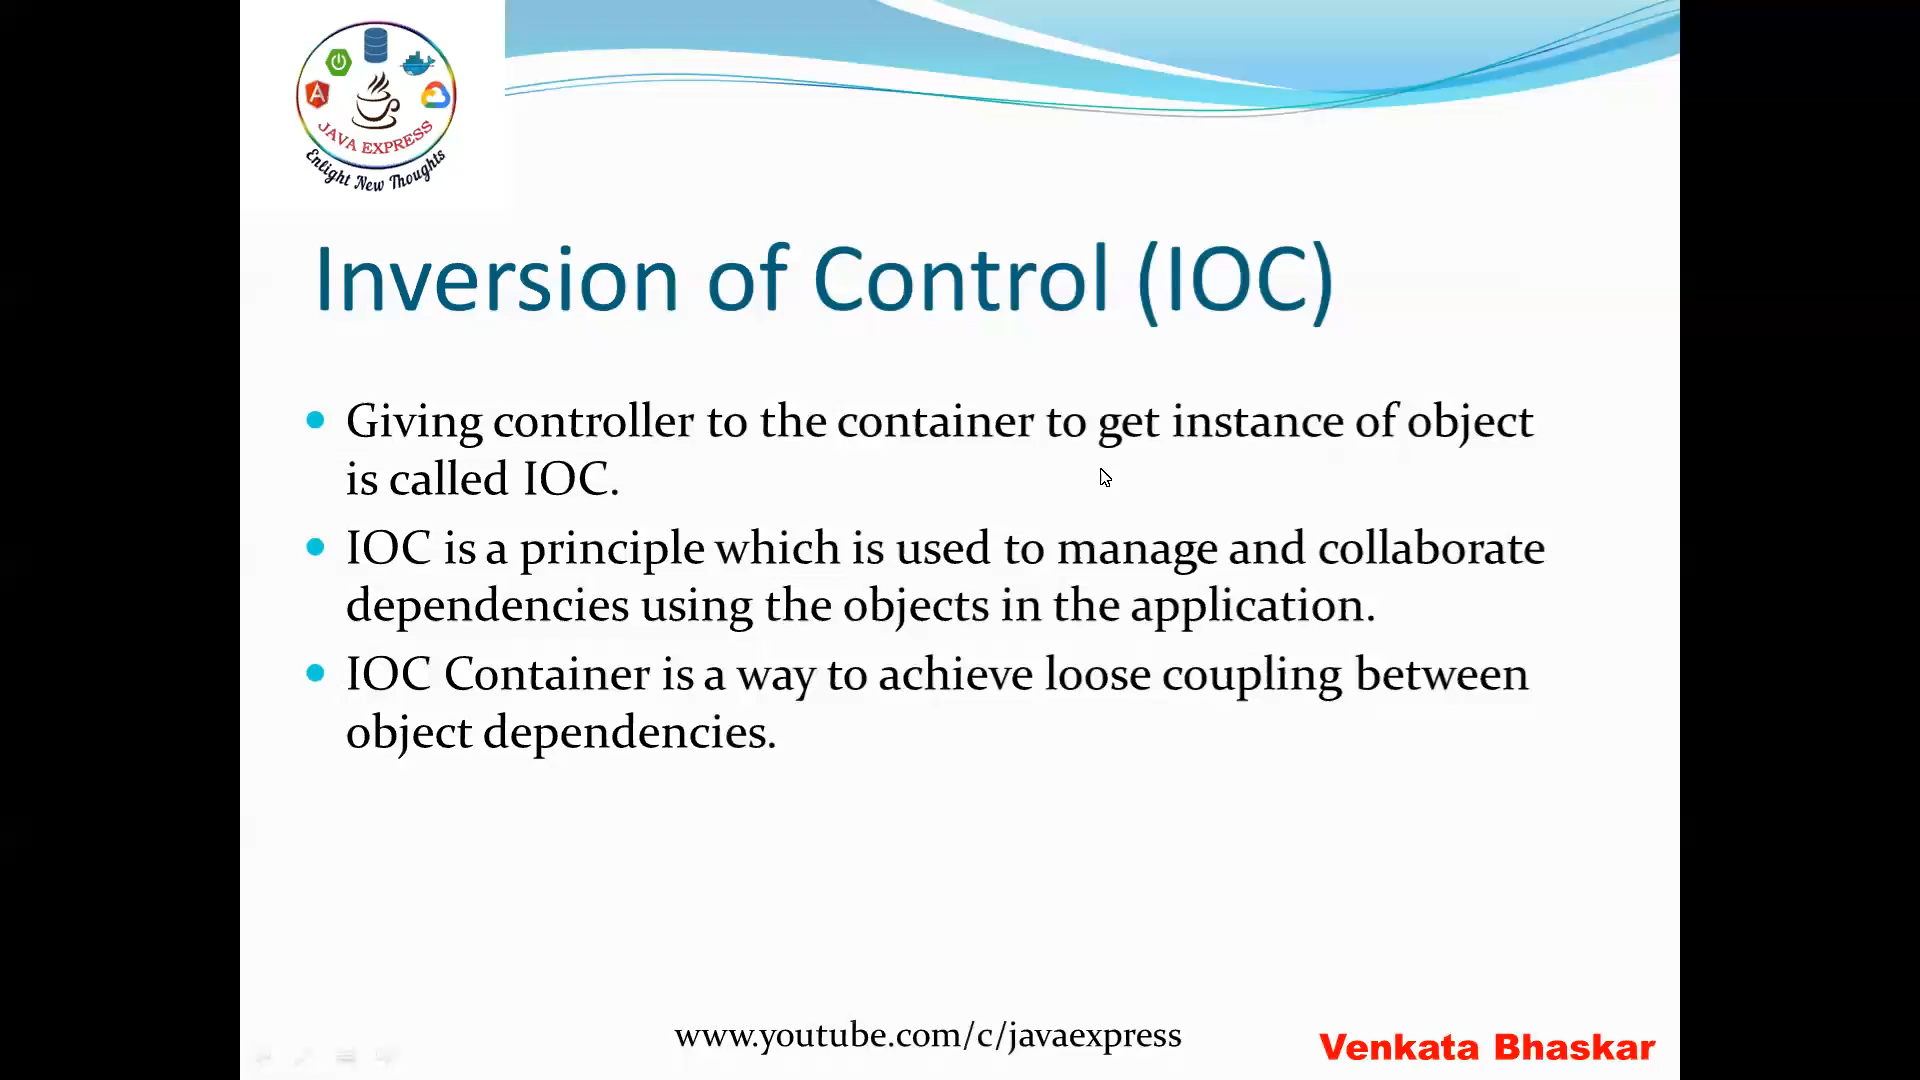 JAVA EXPRESS
Enlight New Thoughts
Inversion of Control (IOC)
Giving controller to the container to get instance of object
is called IOC.
IOC is a principle which is used to manage and collaborate
dependencies using the objects in the application.
IOC Container is a way to achieve loose coupling between
object dependencies.
www.youtube.com/c/javaexpress
Venkata Bhaskar